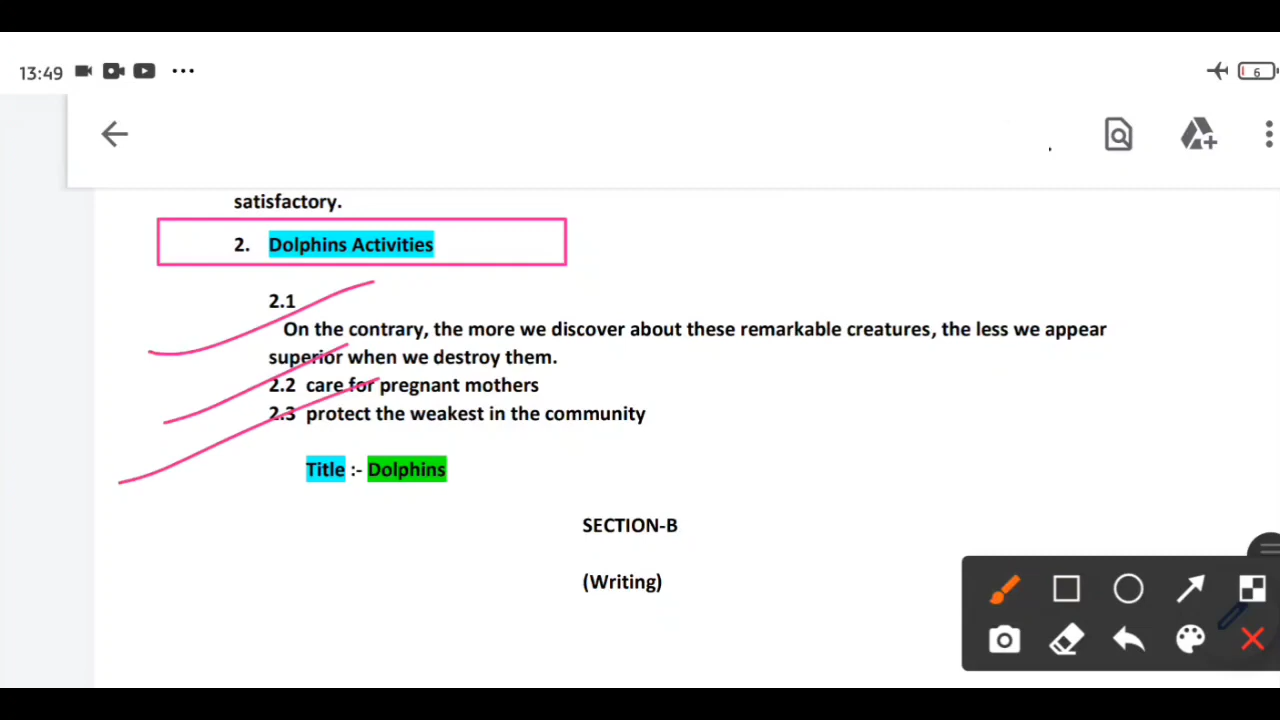 13:49
6
satisfactory.
2. Dolphins Activities
2.1
On the contrary, the more we discover about these remarkable creatures, the less we appear
superior when we destroy them.
2.2 care for pregnant mothers
2.3 protect the weakest in the community
Title :- Dolphins
SECTION-B
(Writing)